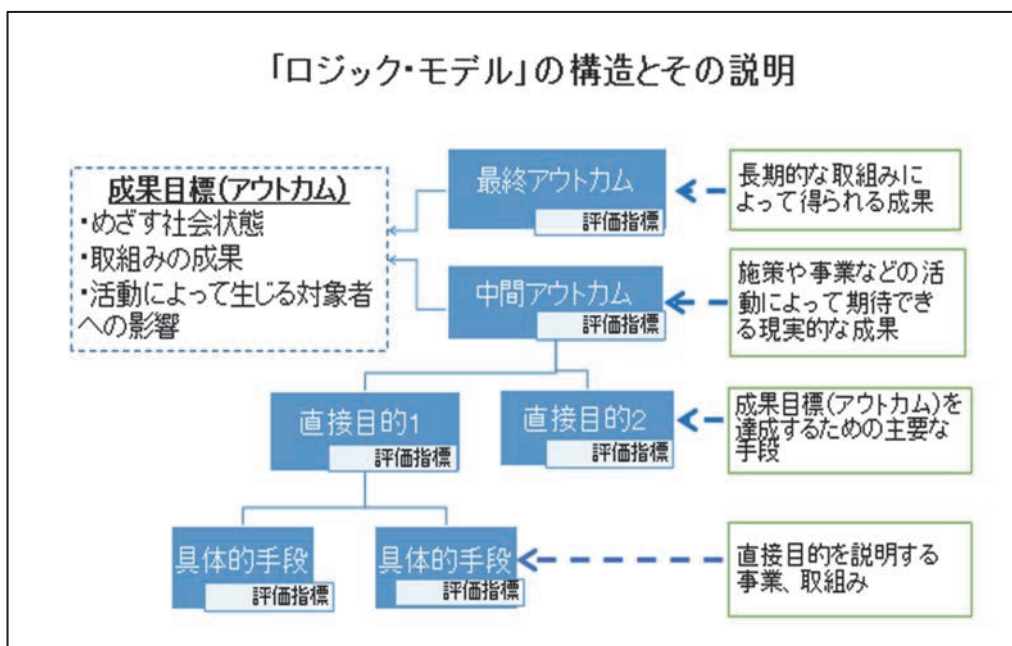 「ロジック・モデル」の構造とその説明
成果目標(アウトカム)
・めざす社会状態
・取組みの成果
・活動によって生じる対象者
への影響
最終アウトカム
評価指標
長期的な取組みに
よって得られる成果
中間アウトカム
評価指標
施策や事業などの活
動によって期待でき
る現実的な成果
直接目的1
評価指標
直接目的2
評価指標
成果目標(アウトカム)を
達成するための主要な
手段
具体的手段
評価指標
具体的手段
評価指標
直接目的を説明する
事業、取組み